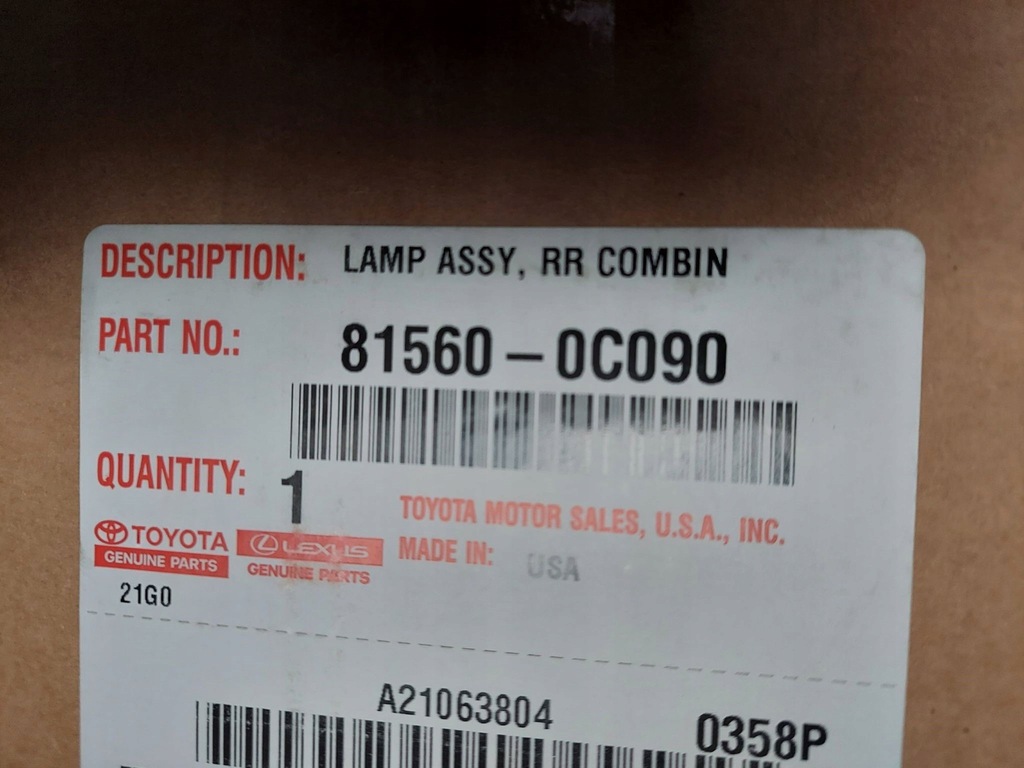 DESCRIPTION: LAMP ASSY, RR COMBIN
PART NO.: 81560-0C090
QUANTITY: 1
TOYOTA MOTOR SALES, U.S.A., INC.
MADE IN: USA
TOYOTA
GENUINE PARTS
LEXUS
GENUINE PARTS
21G0
A21063804
0358P